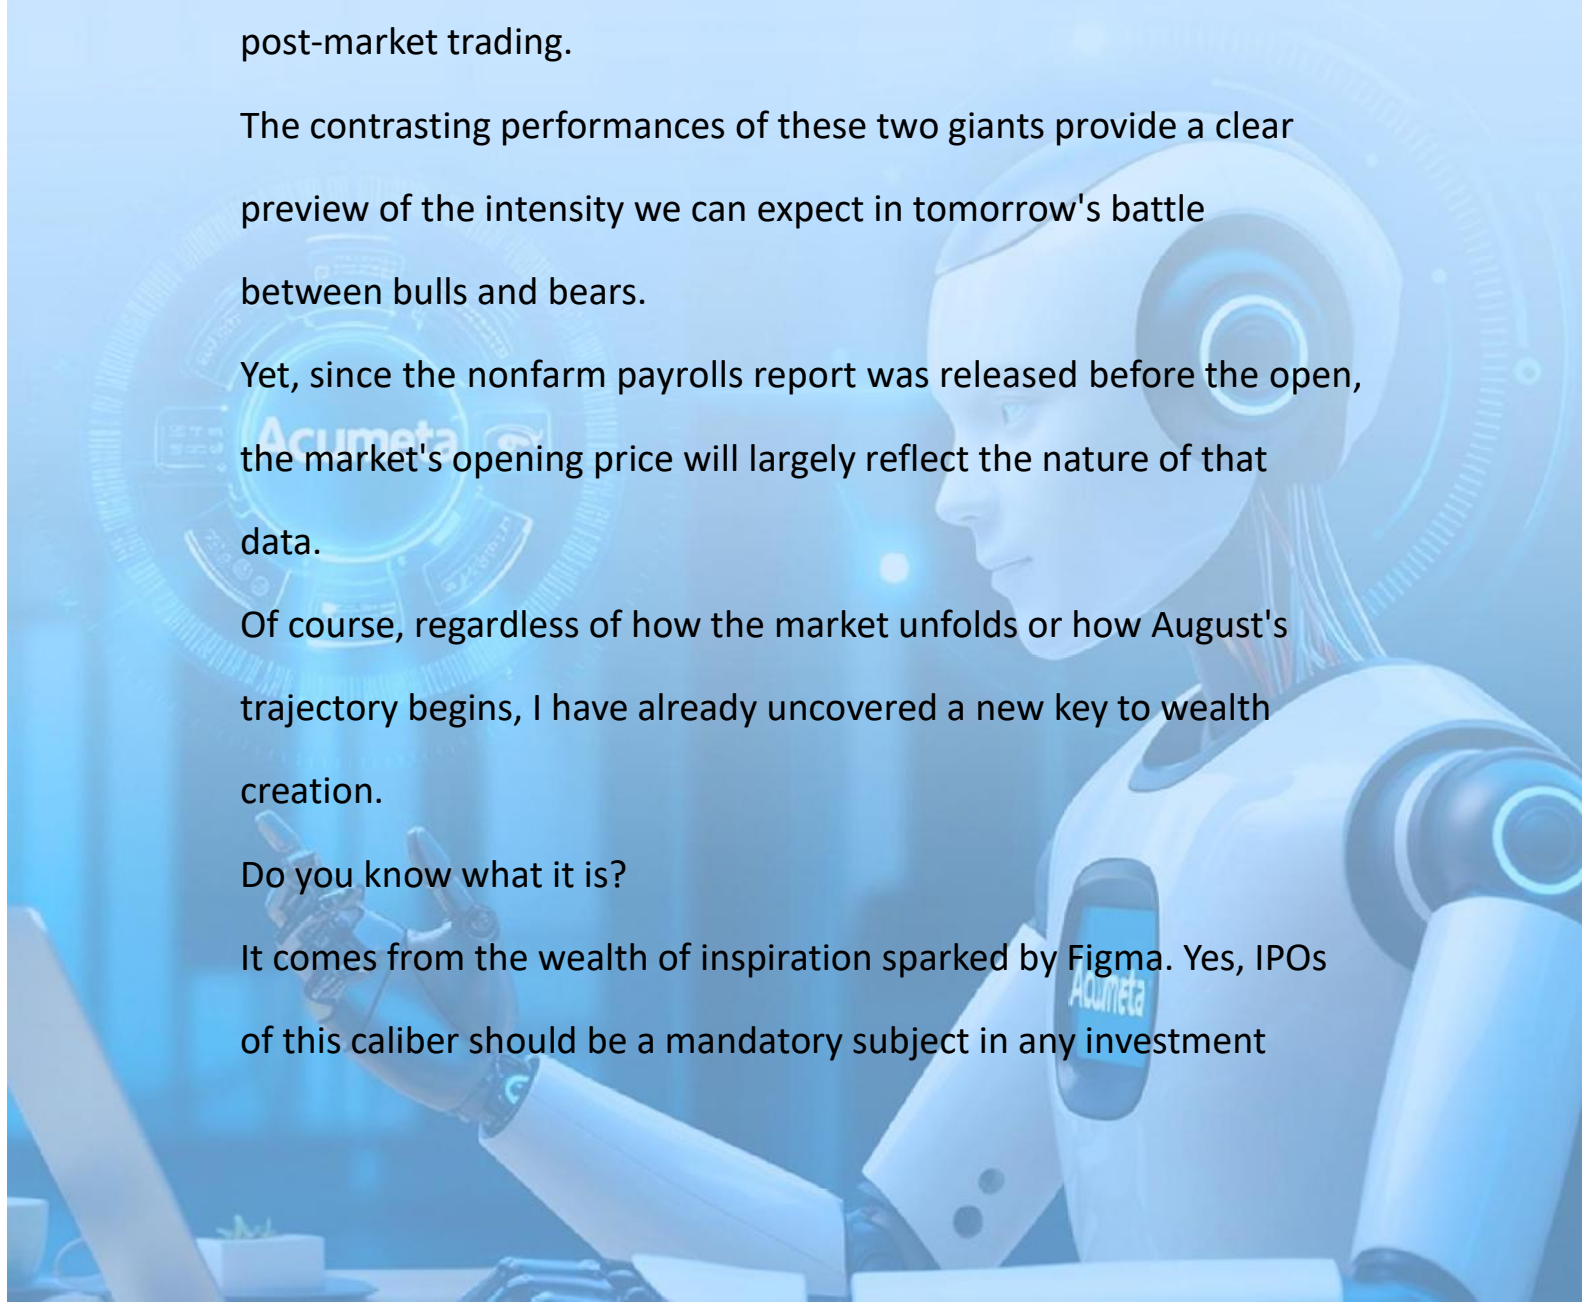 post-market trading.
The contrasting performances of these two giants provide a clear
preview of the intensity we can expect in tomorrow's battle
between bulls and bears.
Yet, since the nonfarm payrolls report was released before the open,
Acumeta
the market's opening price will largely reflect the nature of that
data.
Of course, regardless of how the market unfolds or how August's
trajectory begins, I have already uncovered a new key to wealth
creation.
Do you know what it is?
It comes from the wealth of inspiration sparked by Figma. Yes, IPOs
Acumeta
of this caliber should be a mandatory subject in any investment